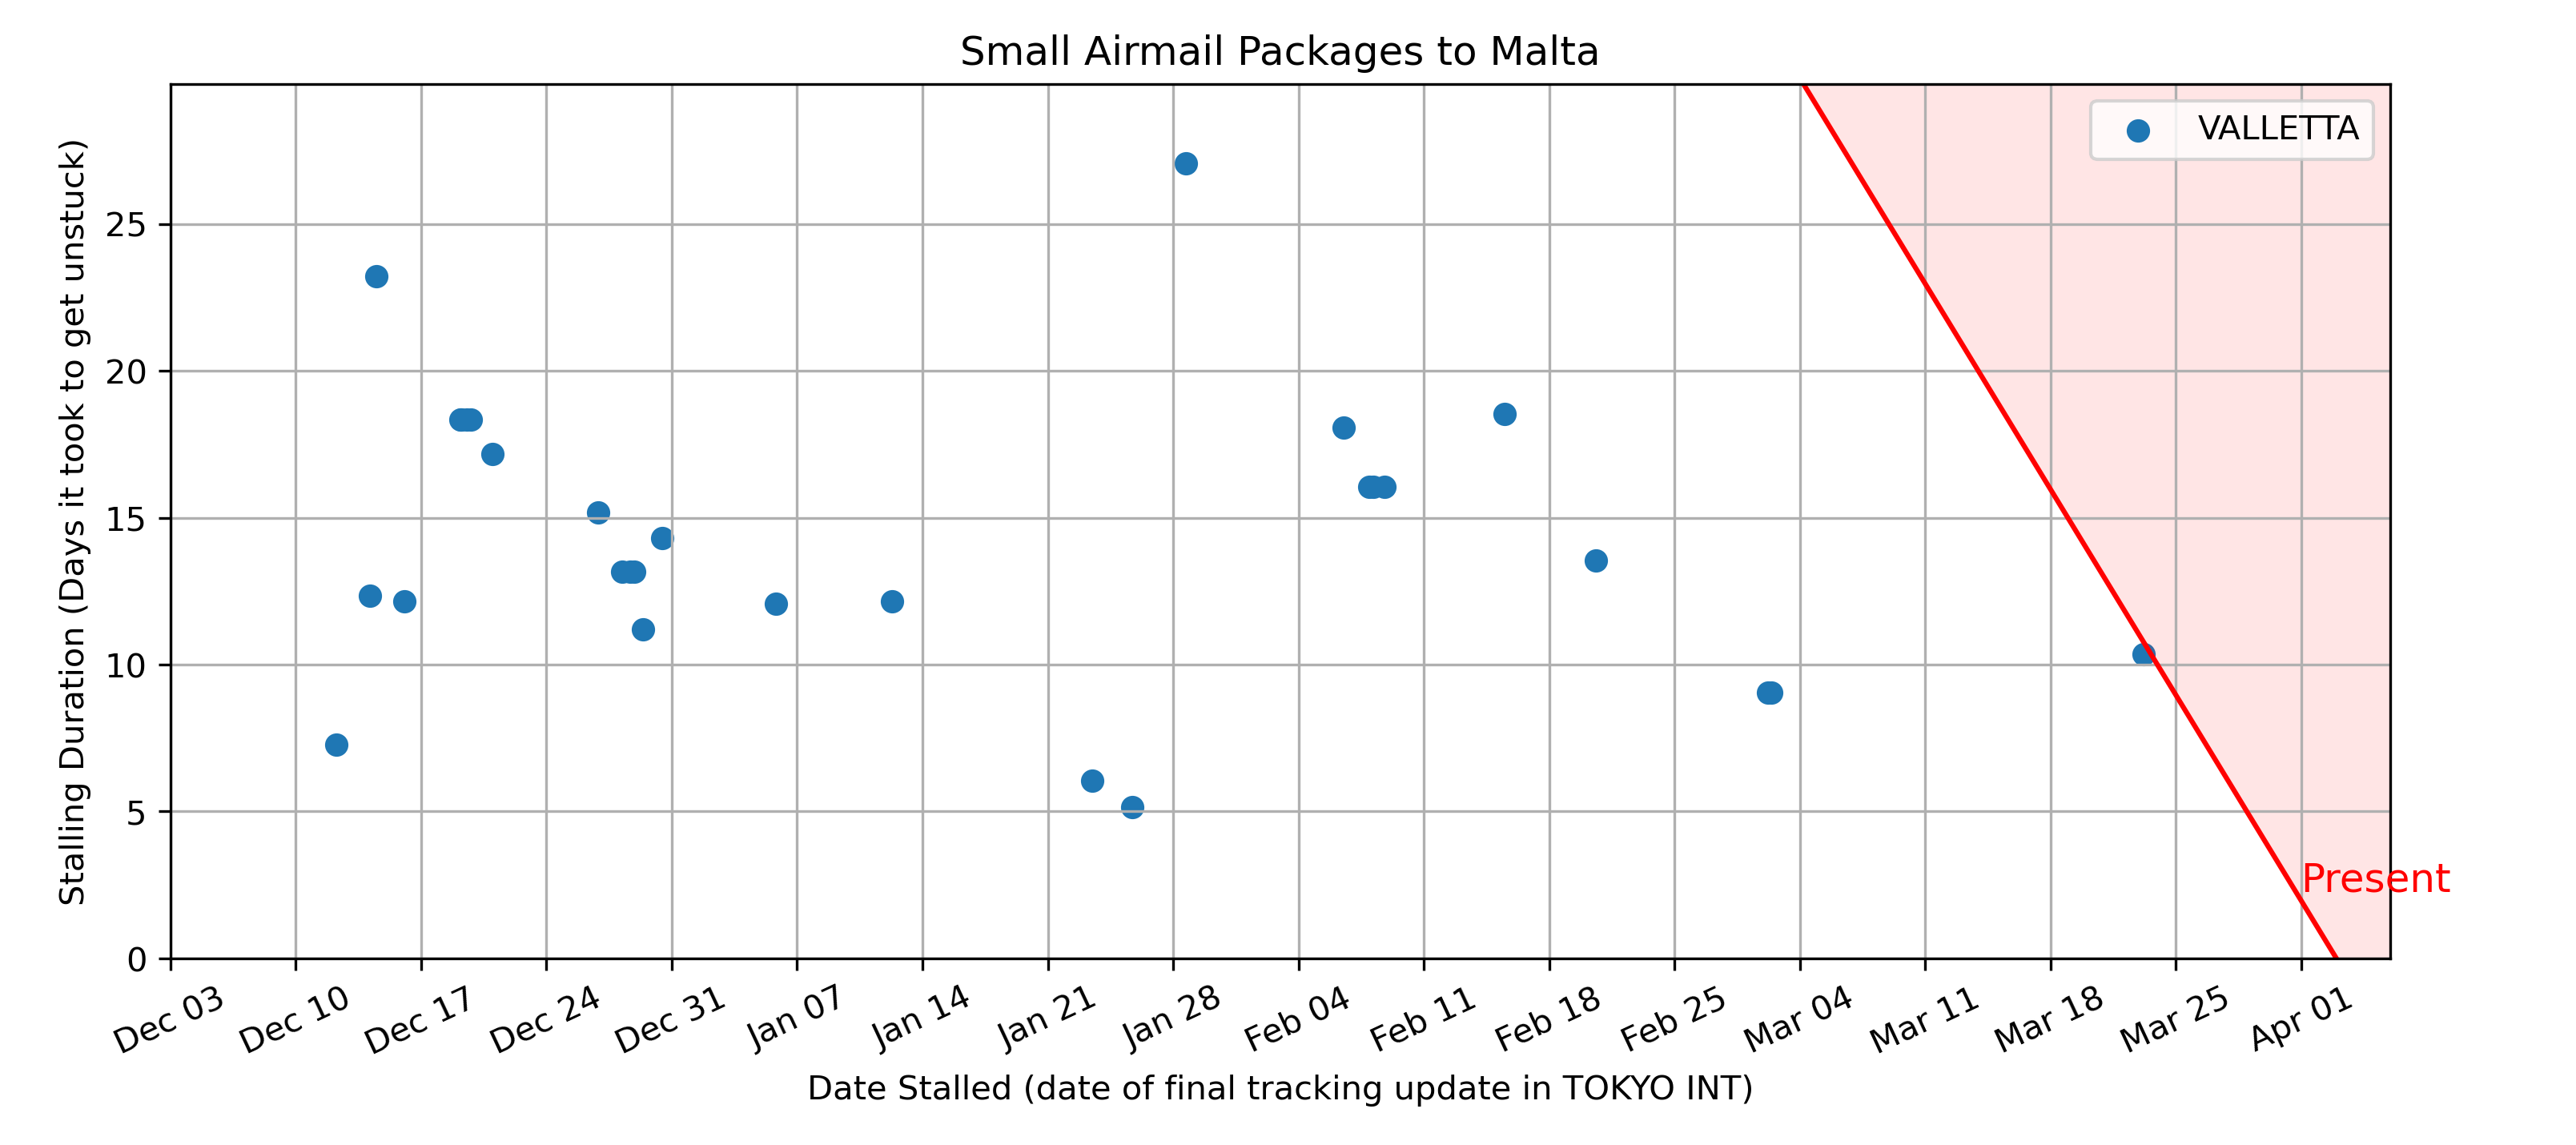 Small Airmail Packages to Malta
VALLETTA
Stalling Duration (Days it took to get unstuck)
25
20
15
10
5
0
Present
Dec 03
Dec 10
Dec 17
Dec 24
Dec 31
Jan 07
Jan 14
Jan 21
Jan 28
Feb 04
Feb 11
Feb 18
Feb 25
Mar 04
Mar 11
Mar 18
Mar 25
Apr 01
Date Stalled (date of final tracking update in TOKYO INT)